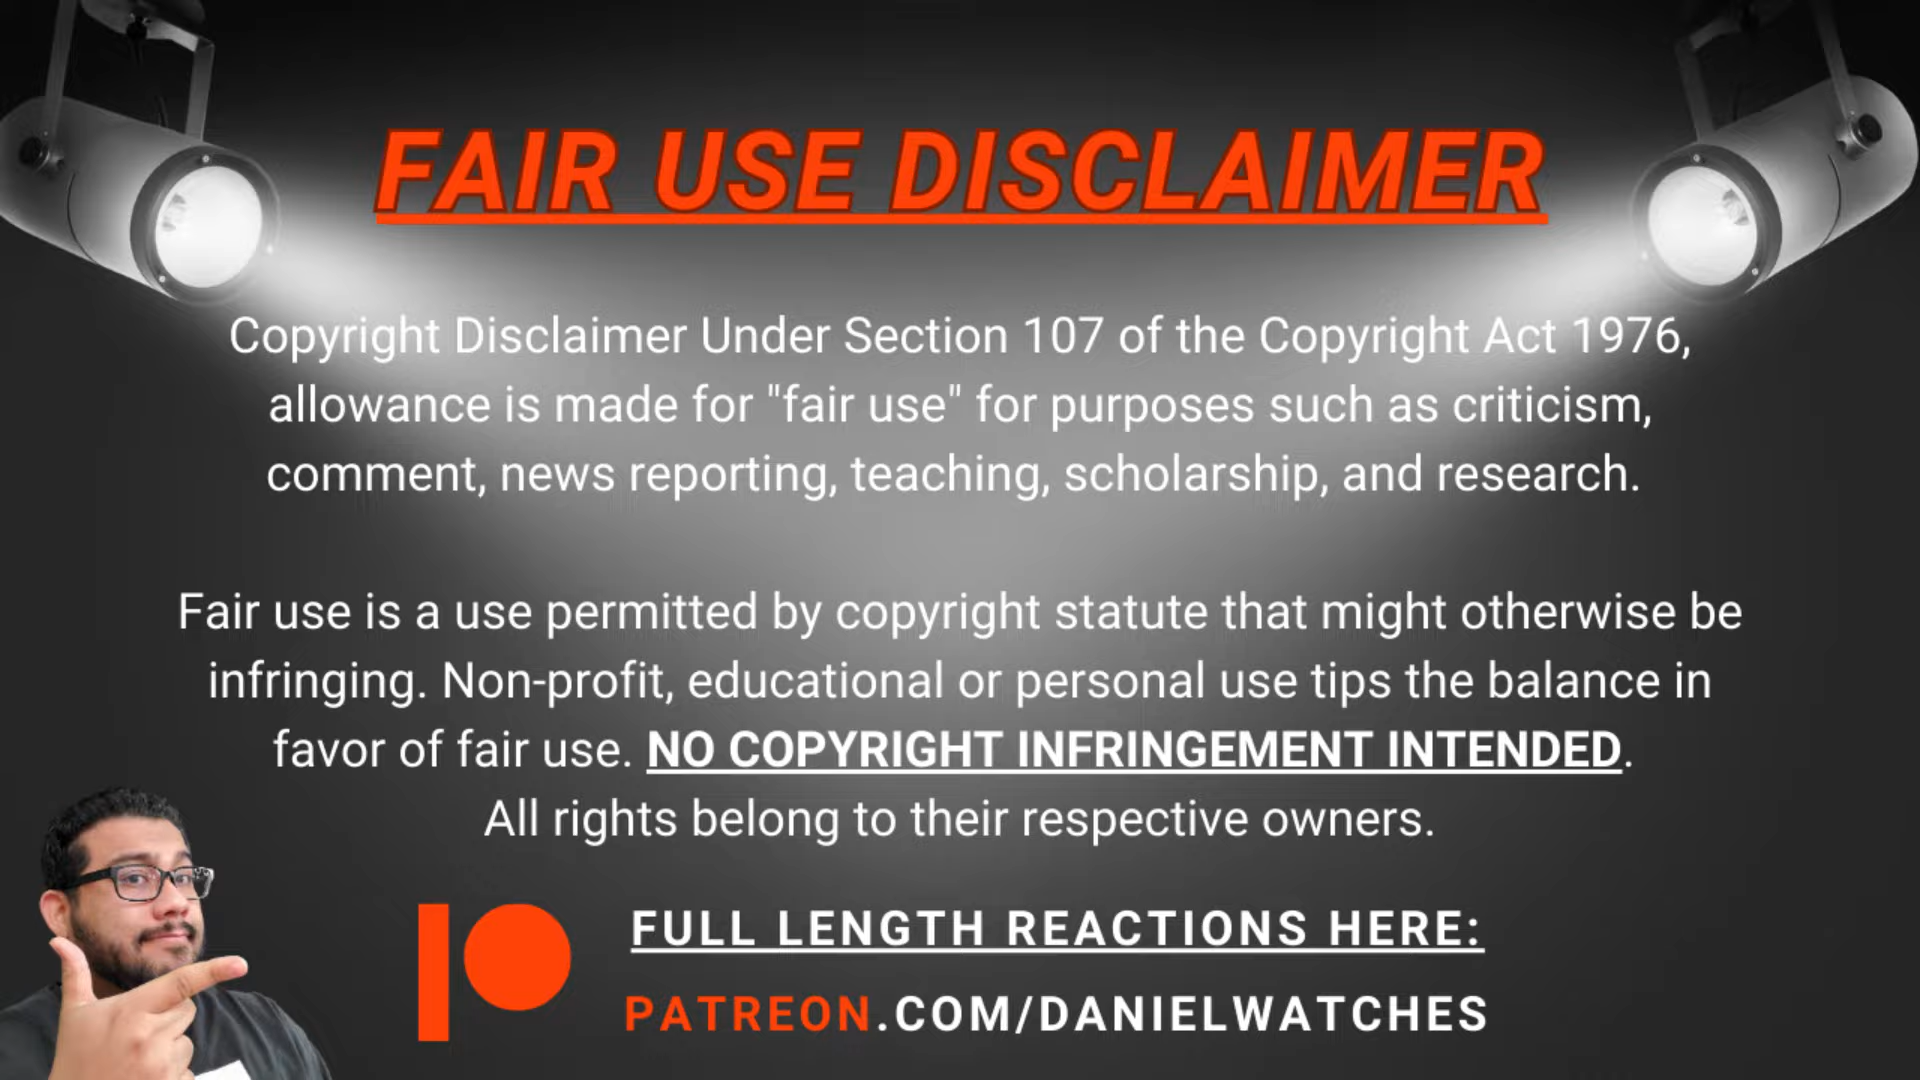 FAIR USE DISCLAIMER
Copyright Disclaimer Under Section 107 of the Copyright Act 1976,
allowance is made for "fair use" for purposes such as criticism,
comment, news reporting, teaching, scholarship, and research.
Fair use is a use permitted by copyright statute that might otherwise be
infringing. Non-profit, educational or personal use tips the balance in
favor of fair use. NO COPYRIGHT INFRINGEMENT INTENDED.
All rights belong to their respective owners.
FULL LENGTH REACTIONS HERE:
PATREON.COM/DANIELWATCHES